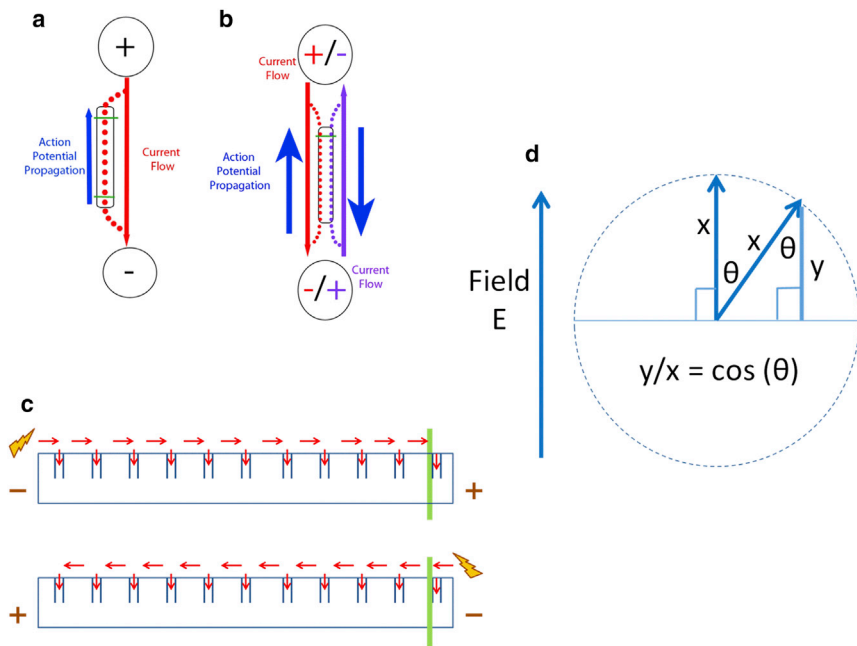 a
+
Action
Potential
Propagation
Current
Flow
-
b
Current
Flow
+/-
Action
Potential
Propagation
-/+
Current
Flow
c
−
+
+
−
d
Field
E
x
x
θ
θ
y
y/x = cos (θ)